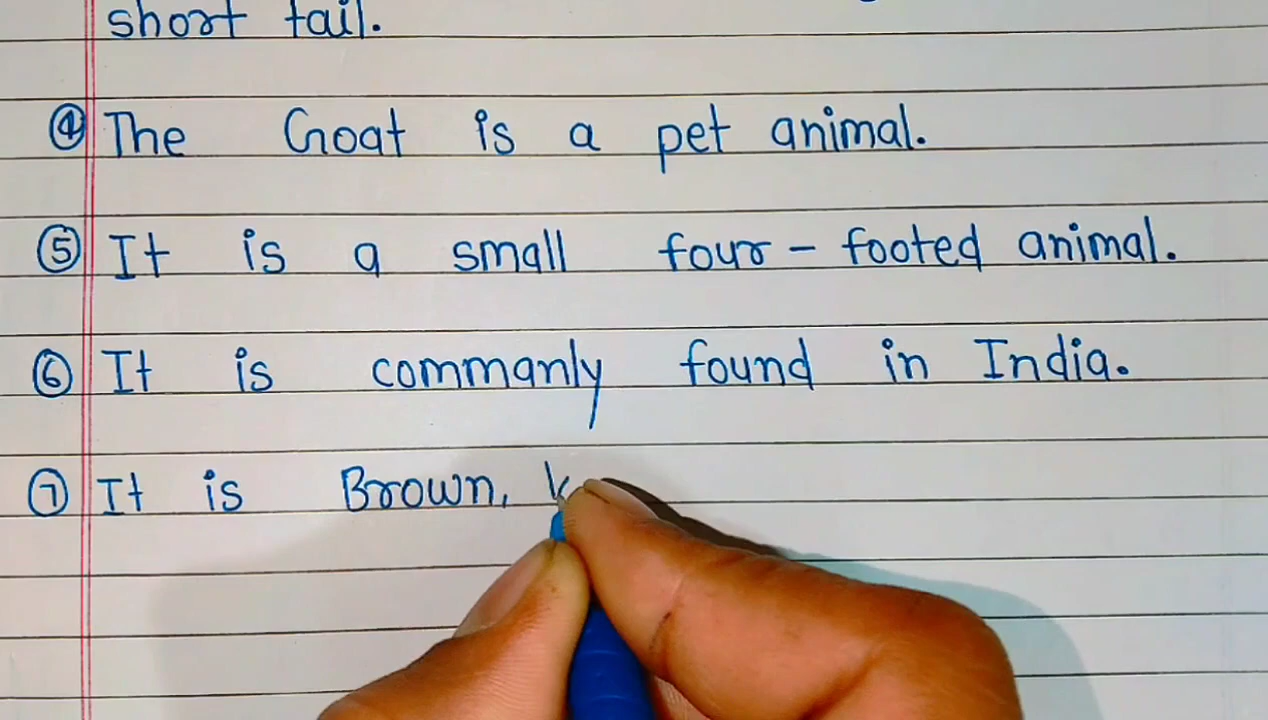 short tail.
④ The Goat is a pet animal.
⑤ It is a small four - footed animal.
⑥ It is commanly found in India.
⑦ It is Brown,